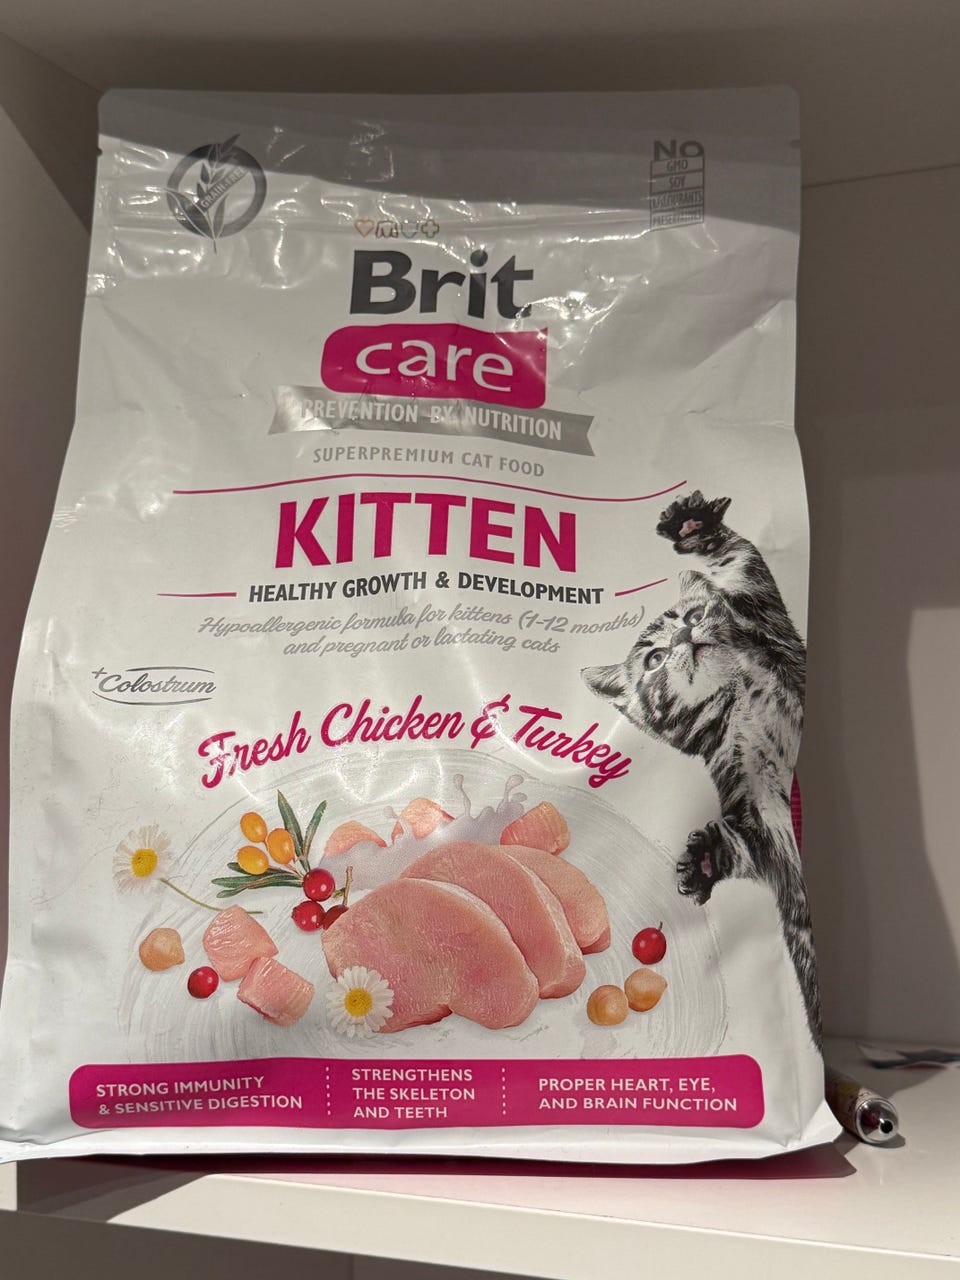 GRAIN-FREE
NO
GMO
SOY
COLOURANTS
PRESERVATIVES
Brit
care
PREVENTION BY NUTRITION
SUPERPREMIUM CAT FOOD
KITTEN
HEALTHY GROWTH & DEVELOPMENT
Hypoallergenic formula for kittens (1-12 months)
and pregnant or lactating cats
+Colostrum
Fresh Chicken & Turkey
STRONG IMMUNITY
& SENSITIVE DIGESTION
STRENGTHENS
THE SKELETON
AND TEETH
PROPER HEART, EYE,
AND BRAIN FUNCTION